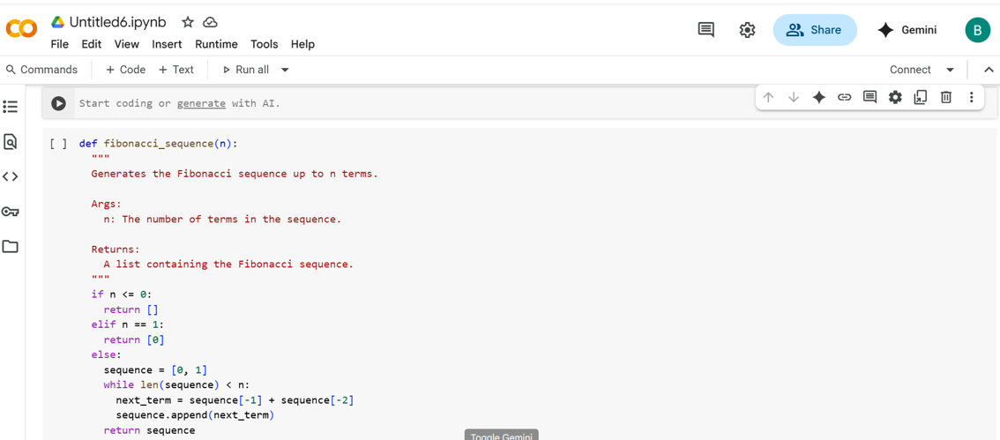 CO Untitled6.ipynb
File Edit View Insert Runtime Tools Help
Share
Gemini
B
Commands + Code + Text Run all
Connect
Start coding or generate with AI.
[ ] def fibonacci_sequence(n):
"""
Generates the Fibonacci sequence up to n terms.
Args:
n: The number of terms in the sequence.
Returns:
A list containing the Fibonacci sequence.
"""
if n <= 0:
return []
elif n == 1:
return [0]
else:
sequence = [0, 1]
while len(sequence) < n:
next_term = sequence[-1] + sequence[-2]
sequence.append(next_term)
return sequence
Toggle Gemini